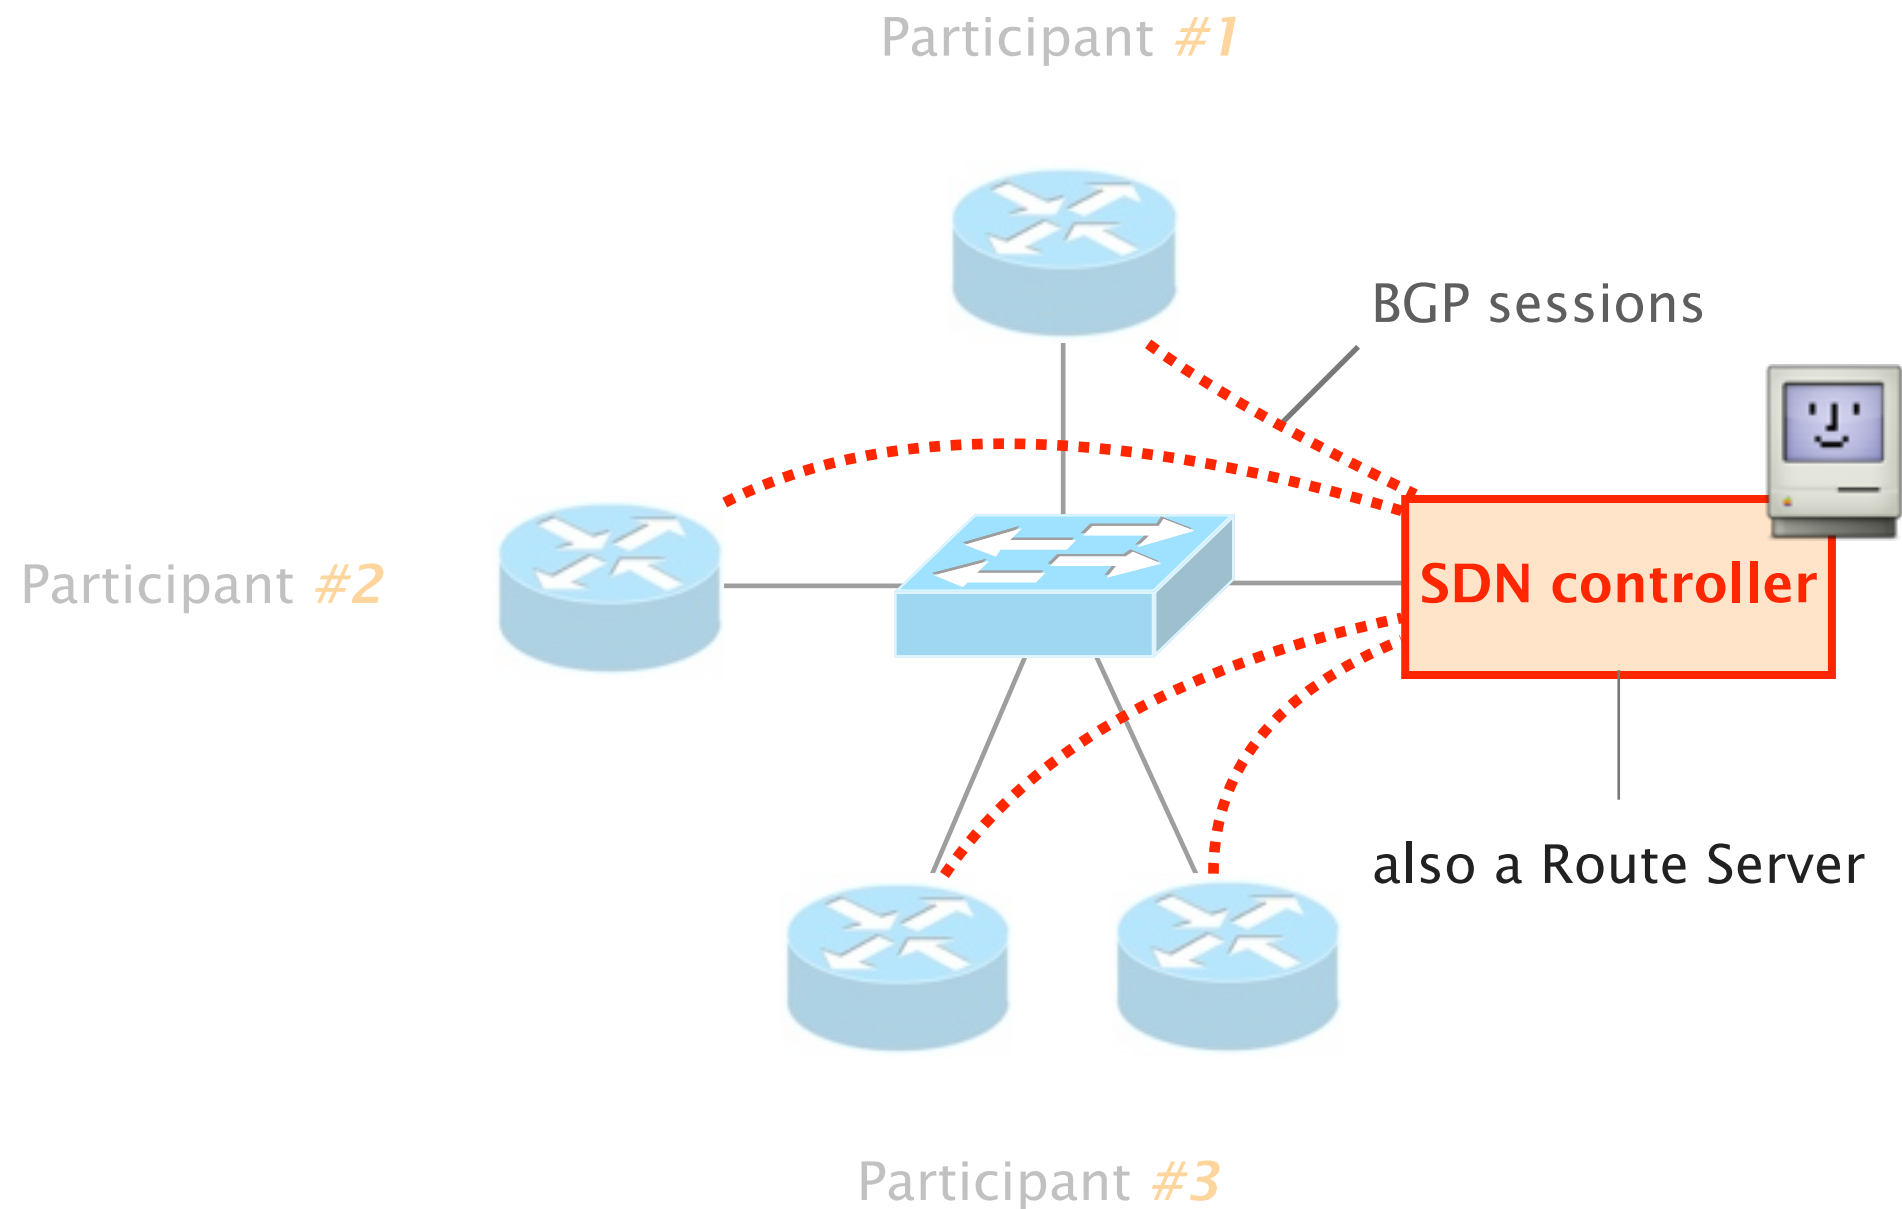 Participant #1
BGP sessions
Participant #2
SDN controller
also a Route Server
Participant #3